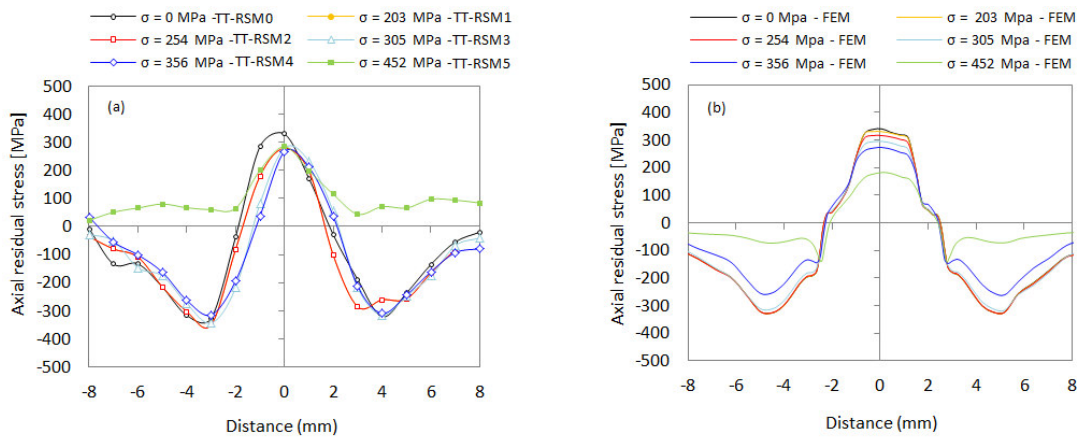 σ = 0 MPa -TT-RSM0 σ = 203 MPa -TT-RSM1
σ = 254 MPa -TT-RSM2 σ = 305 MPa -TT-RSM3
σ = 356 MPa -TT-RSM4 σ = 452 MPa -TT-RSM5
(a)
Axial residual stress [MPa]
500
400
300
200
100
0
-100
-200
-300
-400
-500
-8 -6 -4 -2 0 2 4 6 8
Distance (mm)
σ = 0 Mpa - FEM σ = 203 Mpa - FEM
σ = 254 Mpa - FEM σ = 305 Mpa - FEM
σ = 356 Mpa - FEM σ = 452 Mpa - FEM
(b)
Axial residual stress [MPa]
500
400
300
200
100
0
-100
-200
-300
-400
-500
-8 -6 -4 -2 0 2 4 6 8
Distance (mm)